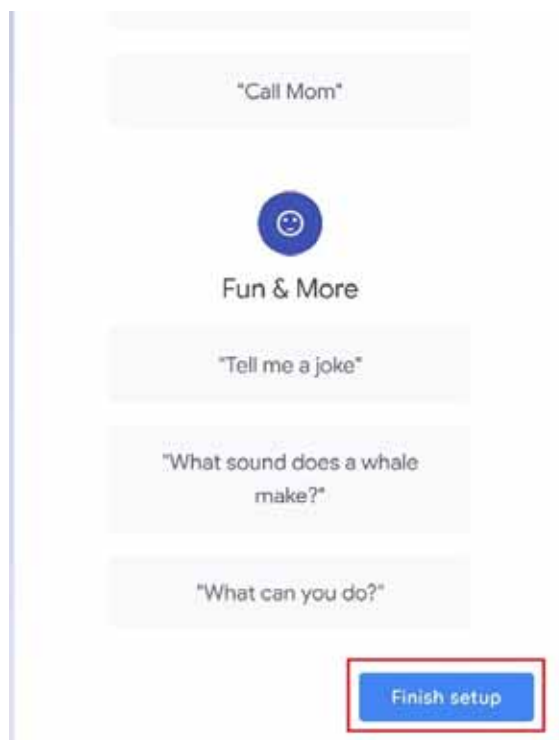 "Call Mom"
Fun & More
"Tell me a joke"
"What sound does a whale
make?"
"What can you do?"
Finish setup